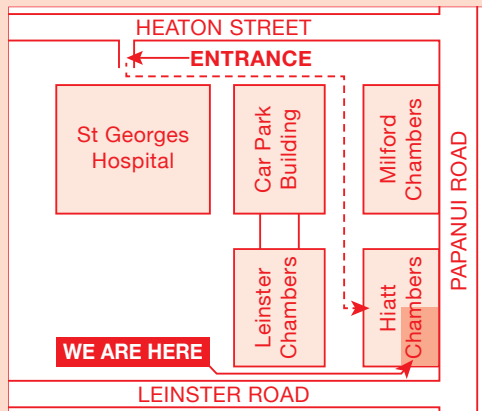 HEATON STREET
ENTRANCE
St Georges
Hospital
Car Park
Building
Milford
Chambers
PAPANUI ROAD
Leinster
Chambers
Hiatt
Chambers
WE ARE HERE
LEINSTER ROAD